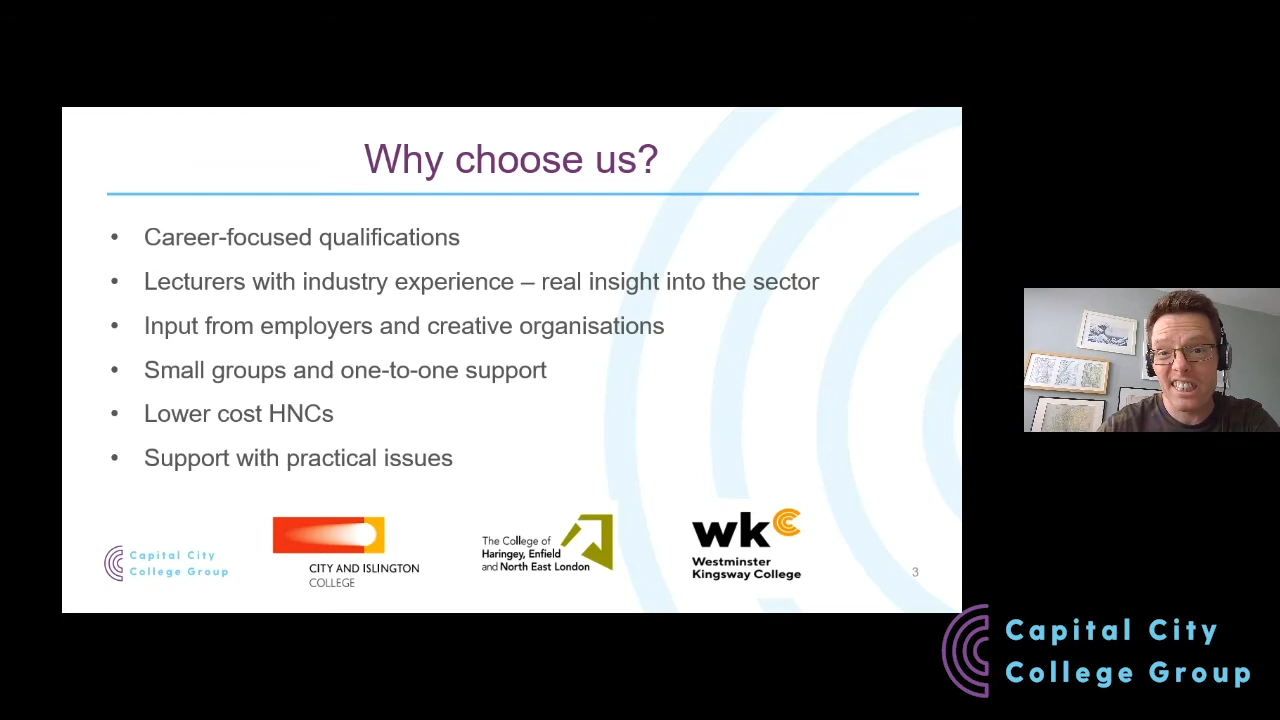 Why choose us?
• Career-focused qualifications
• Lecturers with industry experience – real insight into the sector
• Input from employers and creative organisations
• Small groups and one-to-one support
• Lower cost HNCs
• Support with practical issues
Capital City
College Group
CITY AND ISLINGTON
COLLEGE
The College of
Haringey, Enfield
and North East London
wkc
Westminster
Kingsway College
3
Capital City
College Group